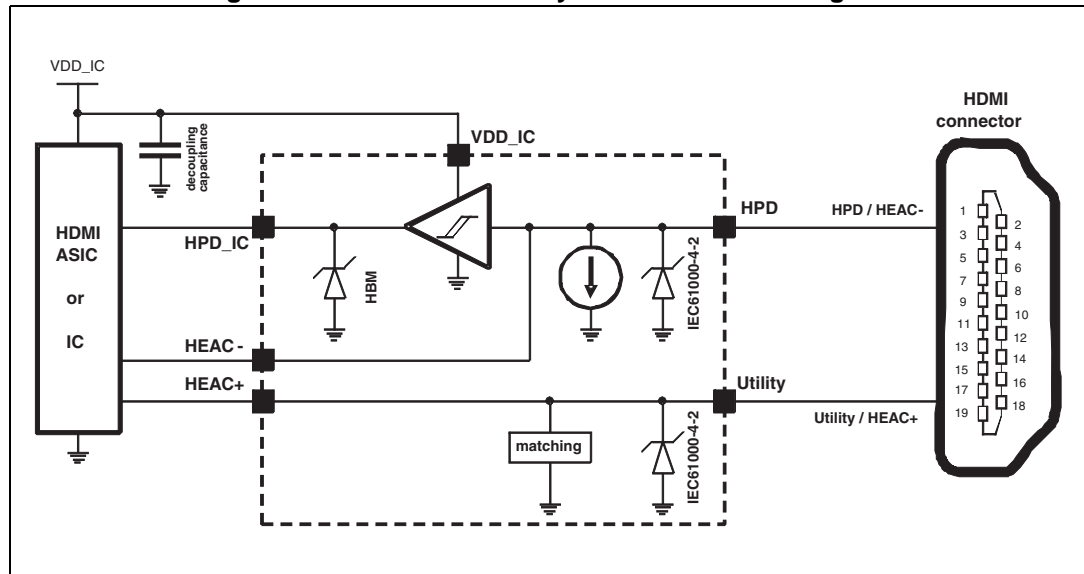 VDD_IC
HDMI
connector
decoupling
capacitance
VDD_IC
HPD
HPD / HEAC-
HPD_IC
HDMI
ASIC
or
IC
HBM
IEC61000-4-2
HEAC -
HEAC+
Utility
Utility / HEAC+
matching
IEC61000-4-2
1
2
3
4
5
6
7
8
9
10
11
12
13
14
15
16
17
18
19